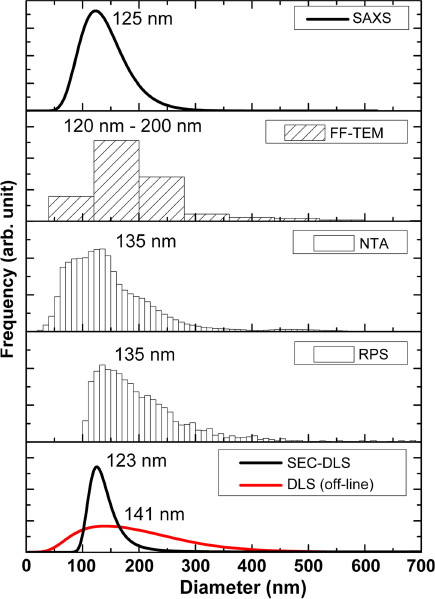 125 nm
SAXS
120 nm - 200 nm
FF-TEM
135 nm
NTA
135 nm
RPS
123 nm
SEC-DLS
DLS (off-line)
141 nm
Frequency (arb. unit)
0 100 200 300 400 500 600 700
Diameter (nm)